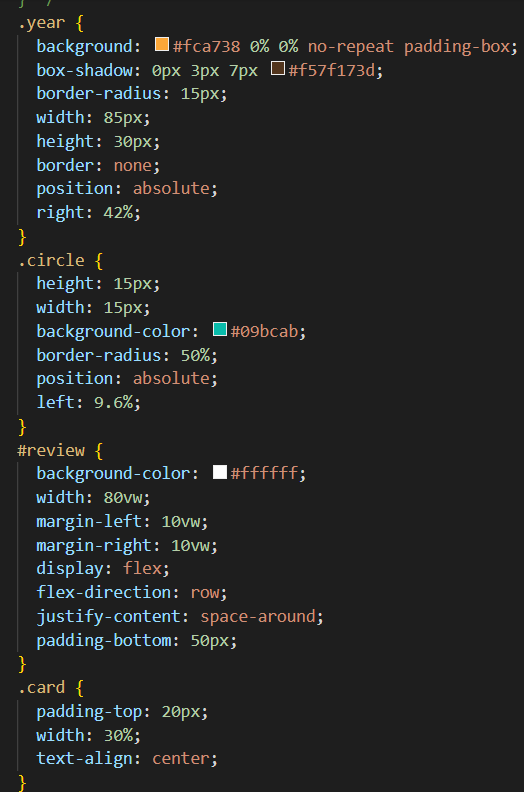 .year {
background: #fca738 0% 0% no-repeat padding-box;
box-shadow: 0px 3px 7px #f57f173d;
border-radius: 15px;
width: 85px;
height: 30px;
border: none;
position: absolute;
right: 42%;
}
.circle {
height: 15px;
width: 15px;
background-color: #09bcab;
border-radius: 50%;
position: absolute;
left: 9.6%;
}
#review {
background-color: #ffffff;
width: 80vw;
margin-left: 10vw;
margin-right: 10vw;
display: flex;
flex-direction: row;
justify-content: space-around;
padding-bottom: 50px;
}
.card {
padding-top: 20px;
width: 30%;
text-align: center;
}